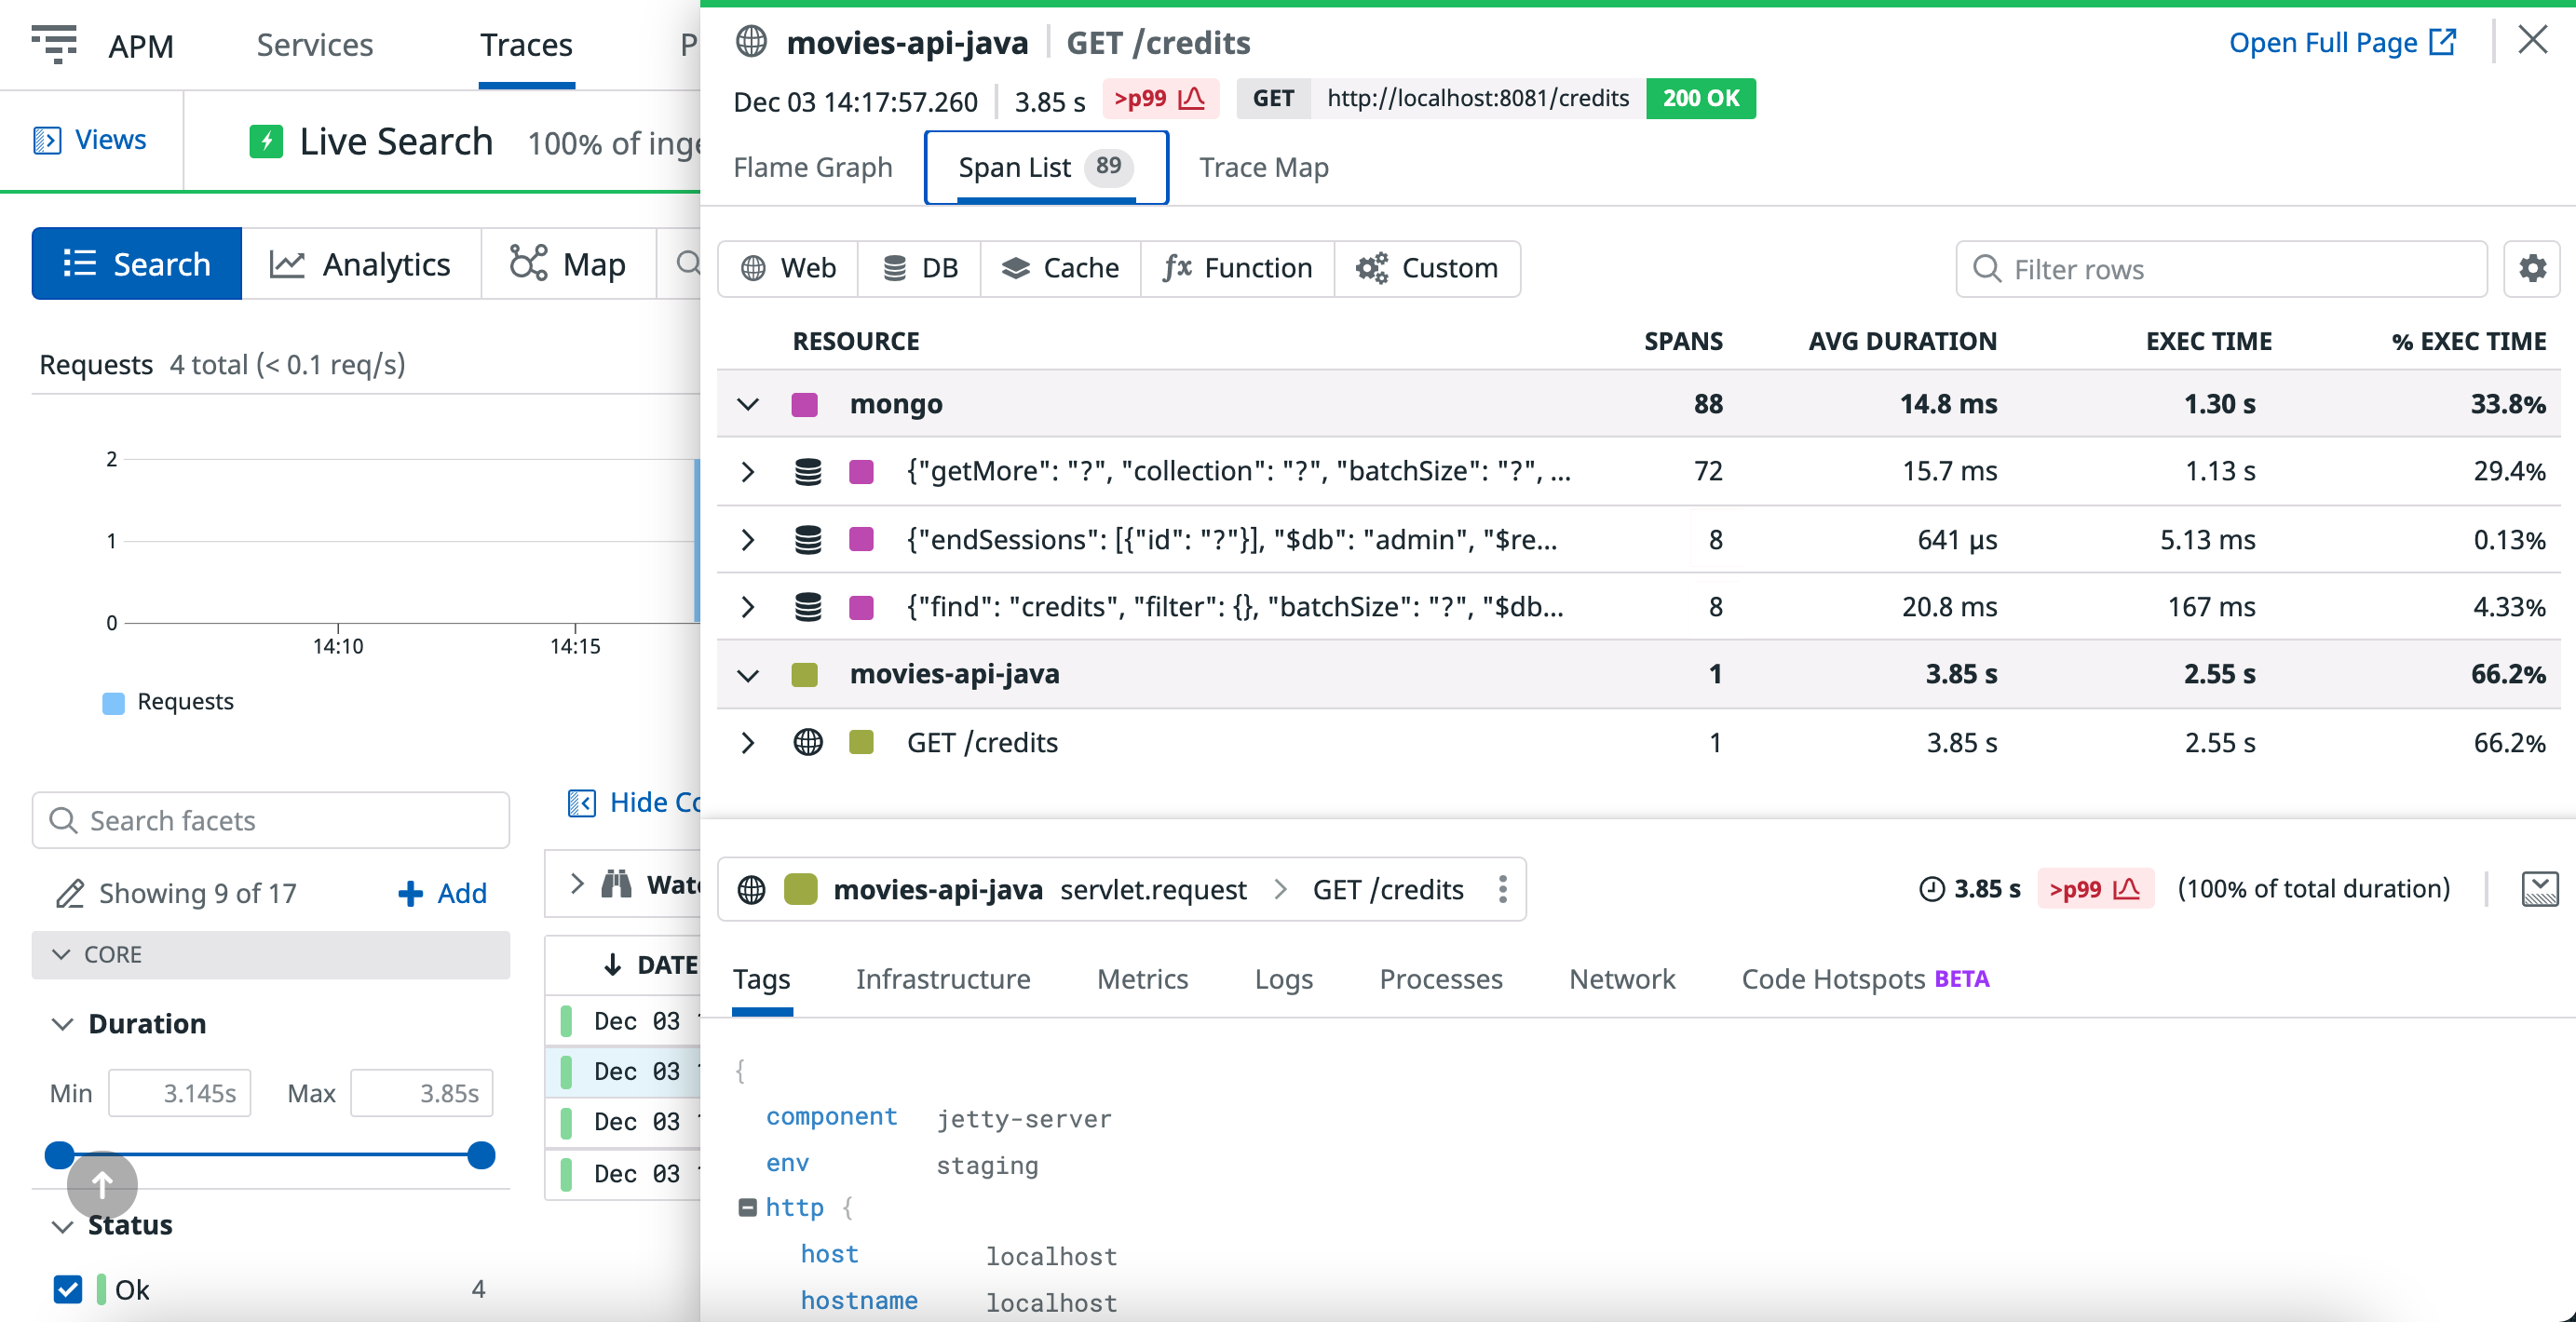 APM Services Traces P
Views
Live Search 100% of inge
Search Analytics Map
Requests 4 total (< 0.1 req/s)
2
1
0
14:10 14:15
Requests
Search facets
Showing 9 of 17 Add
CORE
Duration
Min 3.145s Max 3.85s
Status
Ok 4
Hide Co
Watc
DATE
Dec 03 1
Dec 03 1
Dec 03 1
Dec 03 1
movies-api-java GET /credits
Open Full Page
Dec 03 14:17:57.260 3.85 s >p99 GET http://localhost:8081/credits 200 OK
Flame Graph Span List 89 Trace Map
Web DB Cache Function Custom Filter rows
RESOURCE SPANS AVG DURATION EXEC TIME % EXEC TIME
mongo 88 14.8 ms 1.30 s 33.8%
{"getMore": "?", "collection": "?", "batchSize": "?", ... 72 15.7 ms 1.13 s 29.4%
{"endSessions": [{"id": "?"}], "$db": "admin", "$re... 8 641 µs 5.13 ms 0.13%
{"find": "credits", "filter": {}, "batchSize": "?", "$db... 8 20.8 ms 167 ms 4.33%
movies-api-java 1 3.85 s 2.55 s 66.2%
GET /credits 1 3.85 s 2.55 s 66.2%
movies-api-java servlet.request > GET /credits
3.85 s >p99 (100% of total duration)
Tags Infrastructure Metrics Logs Processes Network Code Hotspots BETA
{
component jetty-server
env staging
http {
host localhost
hostname localhost